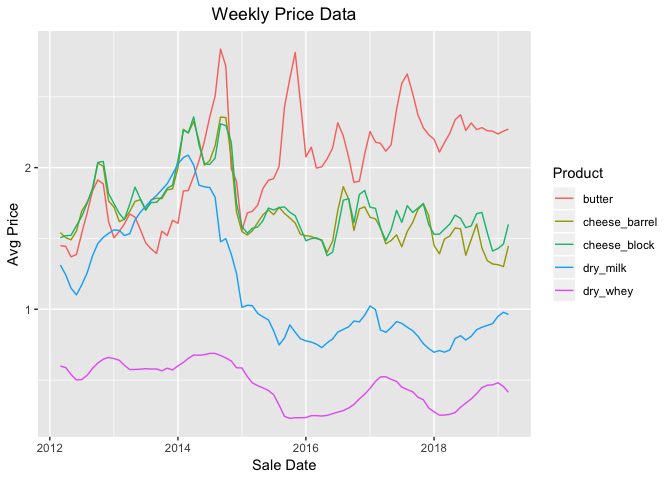 Weekly Price Data
Avg Price
2
1
2012 2014 2016 2018
Sale Date
Product
butter
cheese_barrel
cheese_block
dry_milk
dry_whey